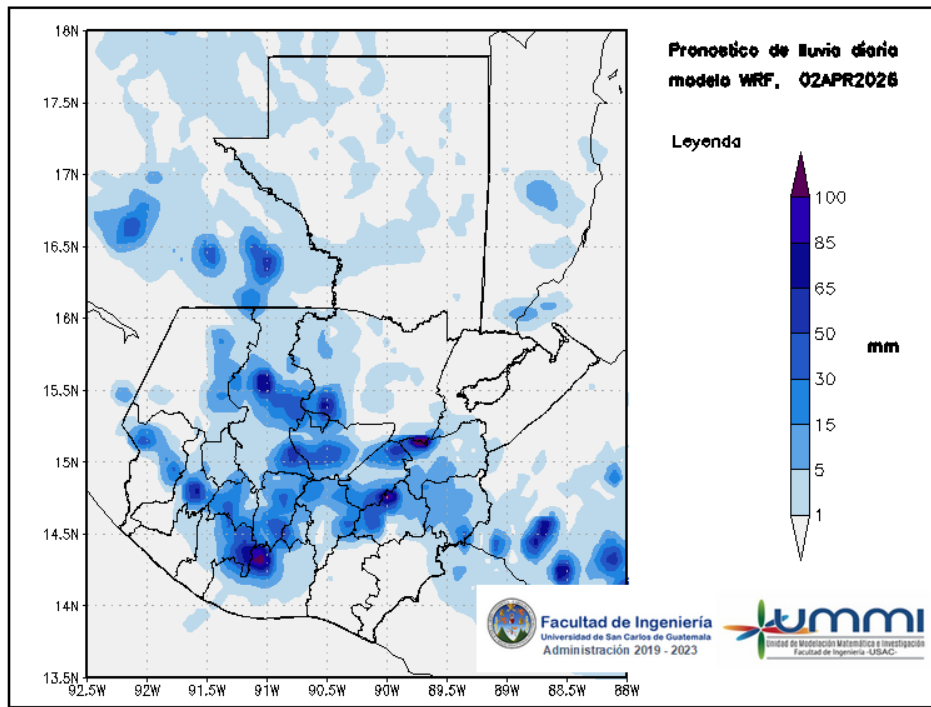 Pronostico de lluvia diaria
modelo WRF, 02APR2026
Leyenda
100
85
65
50
30
15
5
1
mm
18N
17.5N
17N
16.5N
16N
15.5N
15N
14.5N
14N
13.5N
92.5W
92W
91.5W
91W
90.5W
90W
89.5W
89W
88.5W
88W
Facultad de Ingeniería
Universidad de San Carlos de Guatemala
Administración 2019 - 2023
UMMI
Unidad de Modelación Matemática e Investigación
Facultad de Ingeniería -USAC-